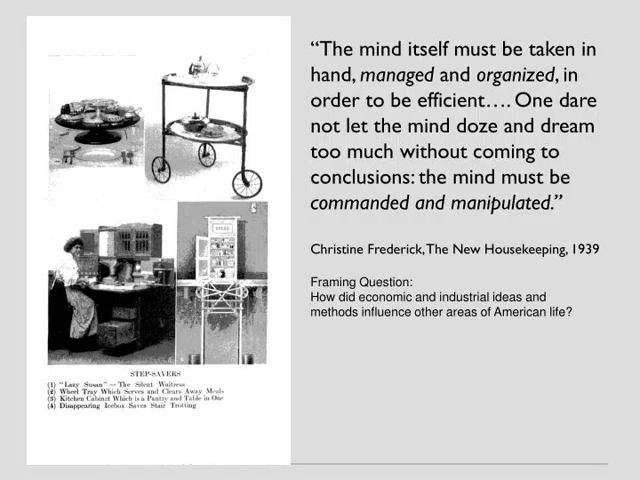 “The mind itself must be taken in
hand, managed and organized, in
order to be efficient…. One dare
not let the mind doze and dream
too much without coming to
conclusions: the mind must be
commanded and manipulated.”
Christine Frederick, The New Housekeeping, 1939
Framing Question:
How did economic and industrial ideas and
methods influence other areas of American life?
STEP-SAVERS
(1) "Lazy Susan" — The Silent Waitress
(2) Wheel Tray Which Serves and Clears Away Meals
(3) Kitchen Cabinet Which is a Pantry and Table in One
(4) Disappearing Icebox Saves Stair Trotting